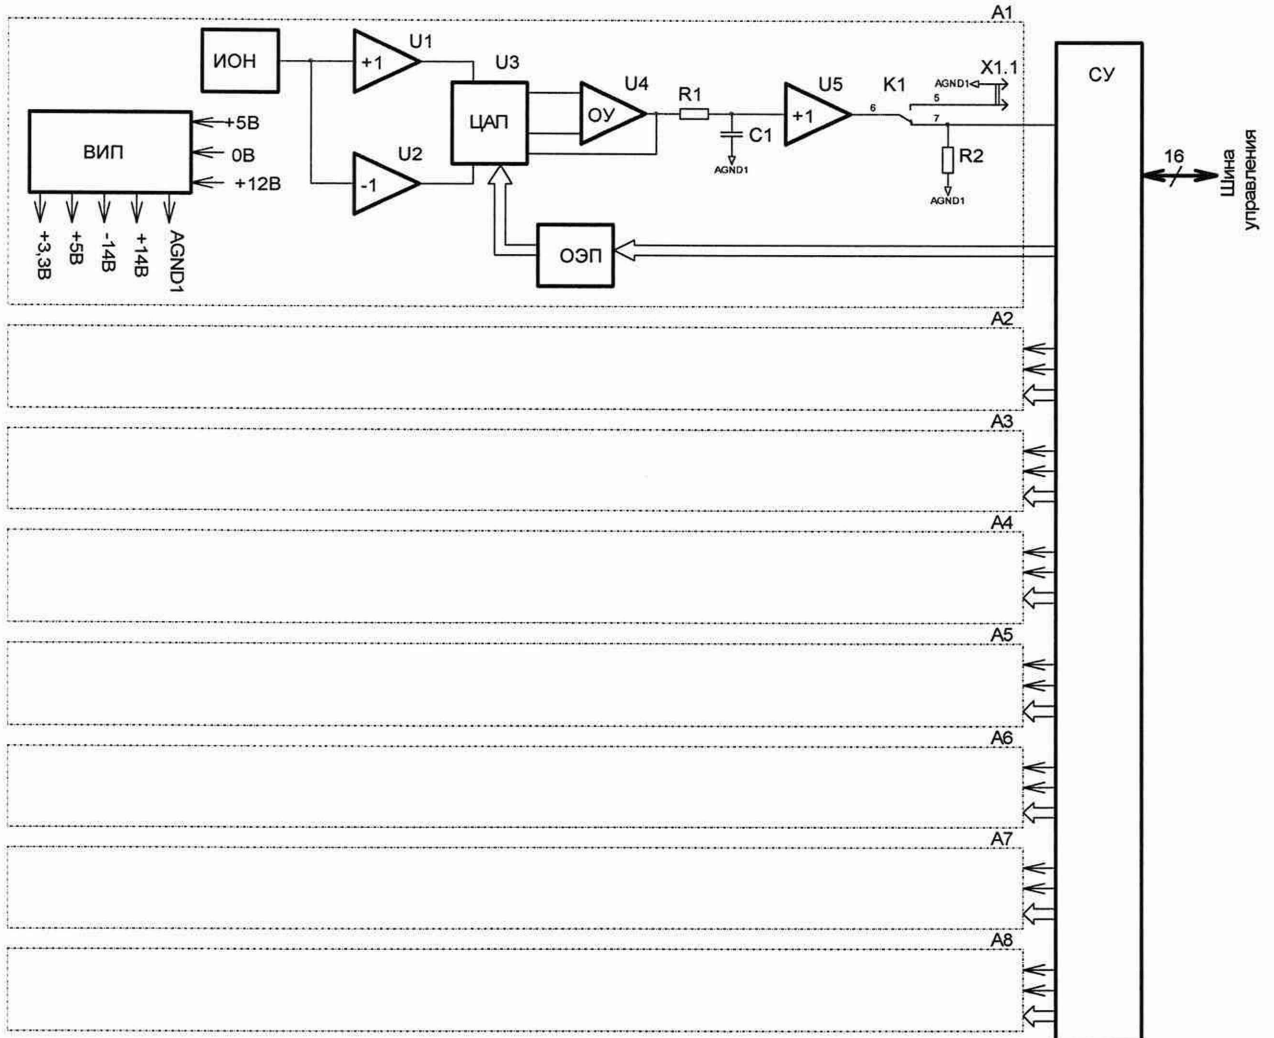 A1
ИОН
U1
+1
U3
ЦАП
U4
ОУ
R1
C1
AGND1
U5
+1
K1
6
5
7
AGND1
X1.1
R2
AGND1
СУ
16
Шина
управления
ВИП
+5В
0В
+12В
+3,3В
+5В
-14В
+14В
AGND1
U2
-1
ОЭП
A2
A3
A4
A5
A6
A7
A8